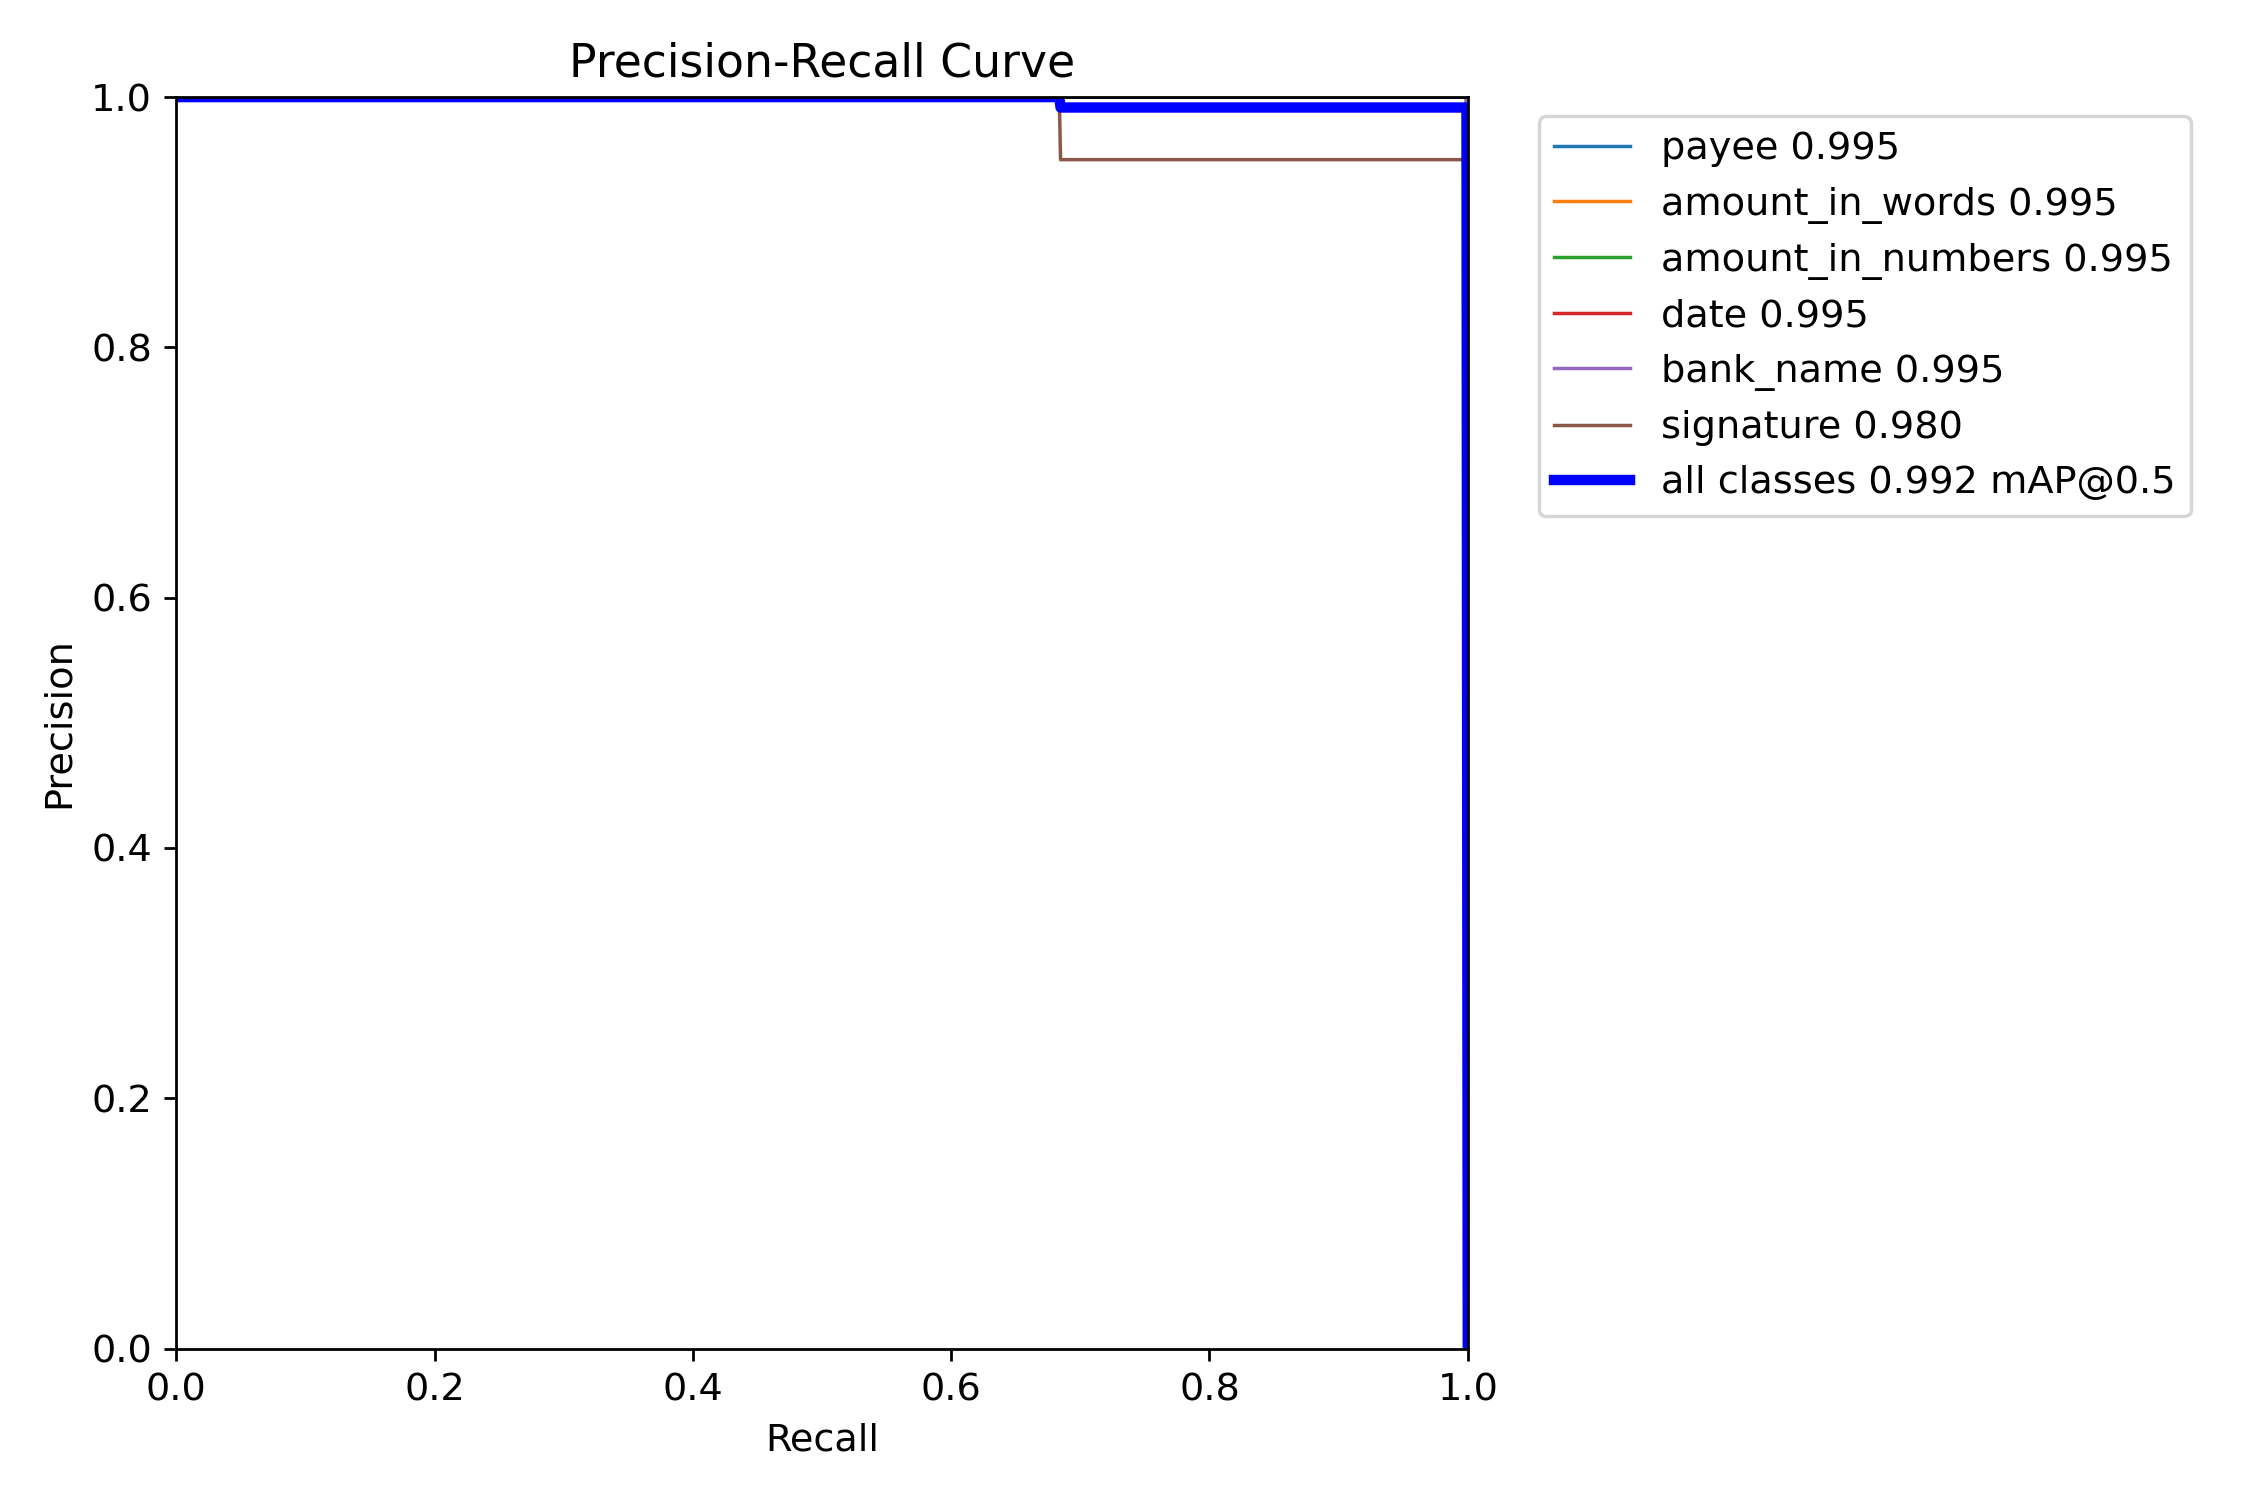 Precision-Recall Curve
1.0
0.8
0.6
0.4
0.2
0.0
Precision
0.0 0.2 0.4 0.6 0.8 1.0
Recall
payee 0.995
amount_in_words 0.995
amount_in_numbers 0.995
date 0.995
bank_name 0.995
signature 0.980
all classes 0.992 mAP@0.5